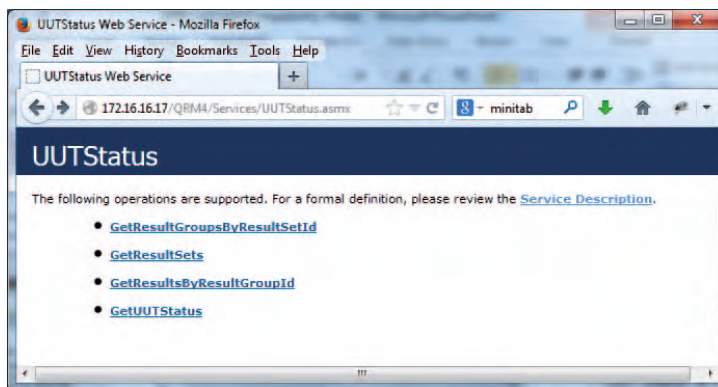 UUTStatus Web Service - Mozilla Firefox
File Edit View History Bookmarks Tools Help
UUTStatus Web Service +
172.16.16.17/QRM4/Services/UUTStatus.asmx 8 minitab
UUTStatus
The following operations are supported. For a formal definition, please review the Service Description.
• GetResultGroupsByResultSetId
• GetResultSets
• GetResultsByResultGroupId
• GetUUTStatus